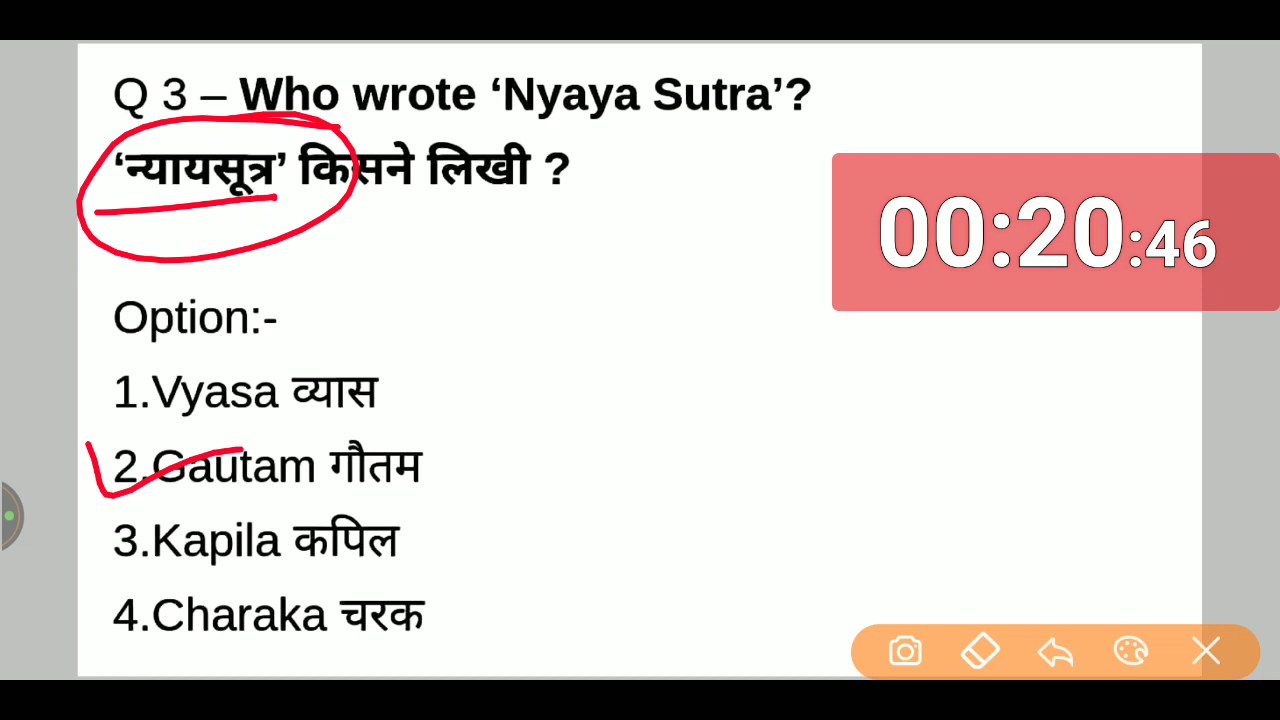 Q 3 – Who wrote ‘Nyaya Sutra’?
‘न्यायसूत्र’ किसने लिखी ?
00:20:46
Option:-
1.Vyasa व्यास
2.Gautam गौतम
3.Kapila कपिल
4.Charaka चरक